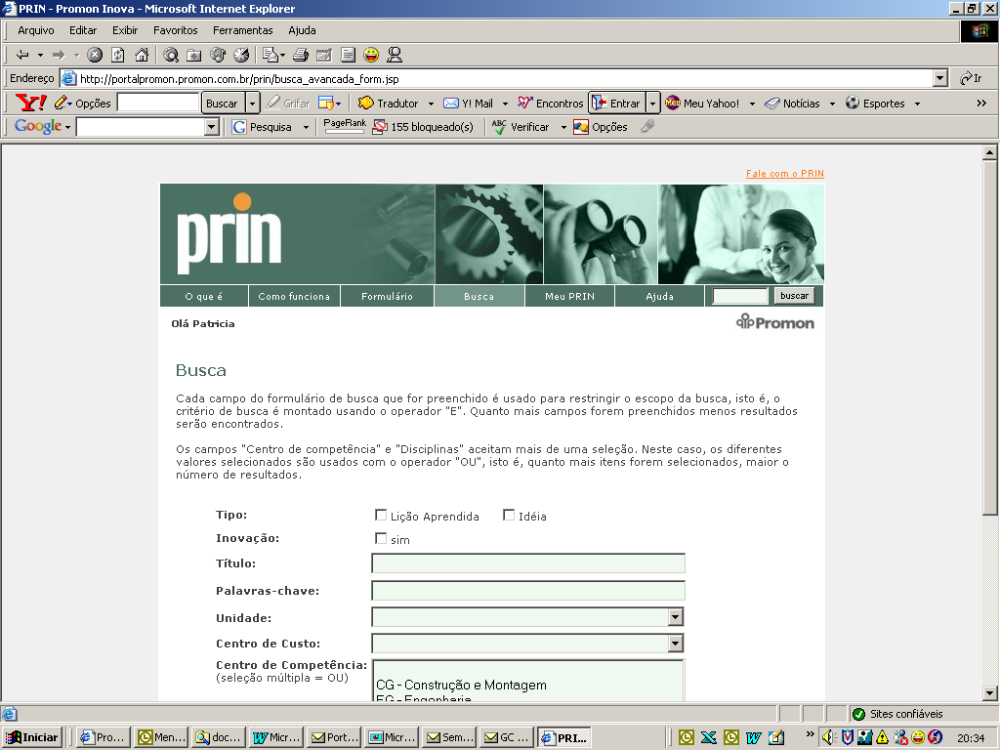 PRIN - Promon Inova - Microsoft Internet Explorer
Arquivo Editar Exibir Favoritos Ferramentas Ajuda
Endereço http://portalpromon.promon.com.br/prin/busca_avancada_form.jsp Ir
Y! Opções Buscar Grifar Tradutor Y! Mail Encontros Entrar Meu Yahoo! Notícias Esportes »
Google Pesquisa PageRank 155 bloqueado(s) ABC Verificar Opções
Fale com o PRIN
prin
O que é Como funciona Formulário Busca Meu PRIN Ajuda buscar
Olá Patricia Promon
Busca
Cada campo do formulário de busca que for preenchido é usado para restringir o escopo da busca, isto é, o
critério de busca é montado usando o operador "E". Quanto mais campos forem preenchidos menos resultados
serão encontrados.
Os campos "Centro de competência" e "Disciplinas" aceitam mais de uma seleção. Neste caso, os diferentes
valores selecionados são usados com o operador "OU", isto é, quanto mais itens forem selecionados, maior o
número de resultados.
Tipo: Lição Aprendida Idéia
Inovação: sim
Título:
Palavras-chave:
Unidade:
Centro de Custo:
Centro de Competência:
(seleção múltipla = OU)
CG - Construção e Montagem
EG - Engenharia
Sites confiáveis
Iniciar Pro... Men... doc... Micr... Port... Micr... Sem... GC ... PRI... » 20:34